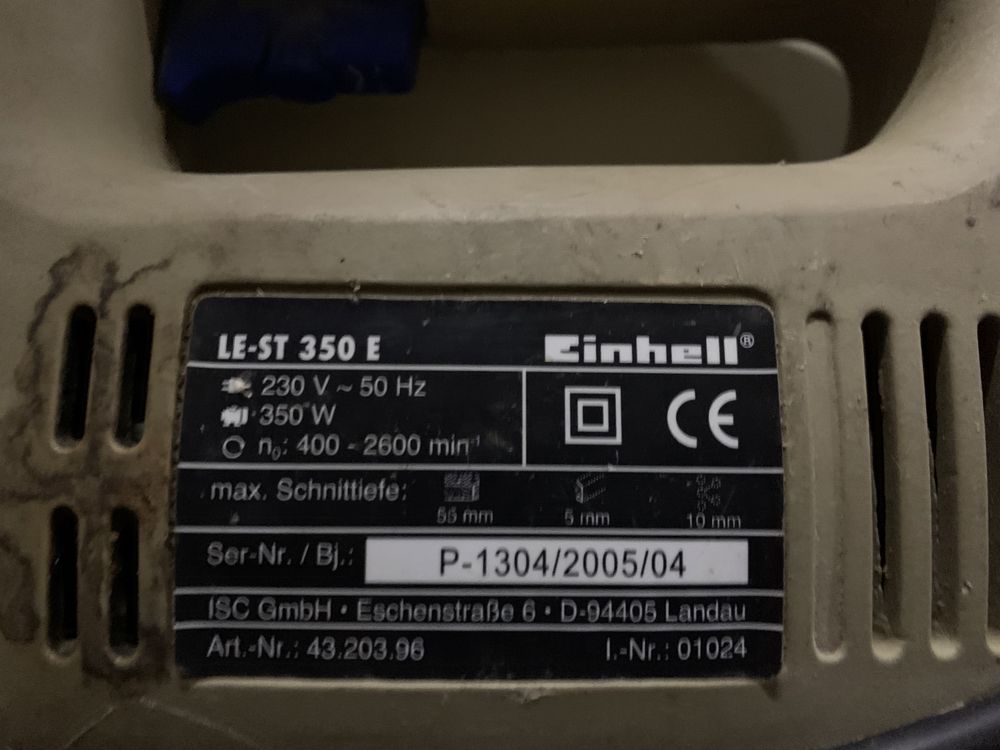 LE-ST 350 E
Einhell®
230 V ~ 50 Hz
350 W
n₀: 400 - 2600 min⁻¹
CE
max. Schnittiefe:
55 mm 5 mm 10 mm
Ser-Nr. / Bj.: P-1304/2005/04
ISC GmbH • Eschenstraße 6 • D-94405 Landau
Art.-Nr.: 43.203.96 I.-Nr.: 01024